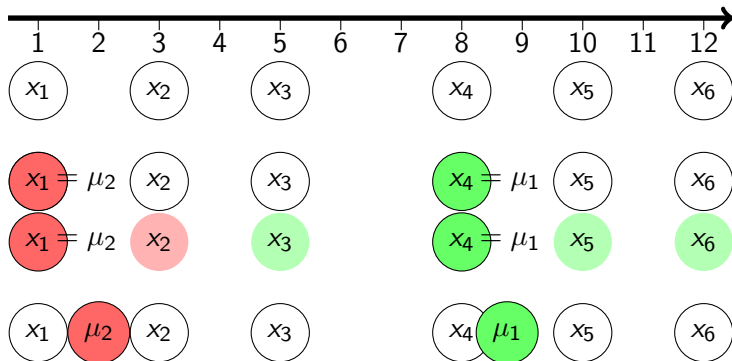 1 2 3 4 5 6 7 8 9 10 11 12
x₁ x₂ x₃ x₄ x₅ x₆
x₁ = μ₂ x₂ x₃ x₄ = μ₁ x₅ x₆
x₁ = μ₂ x₂ x₃ x₄ = μ₁ x₅ x₆
x₁ μ₂ x₂ x₃ x₄ μ₁ x₅ x₆